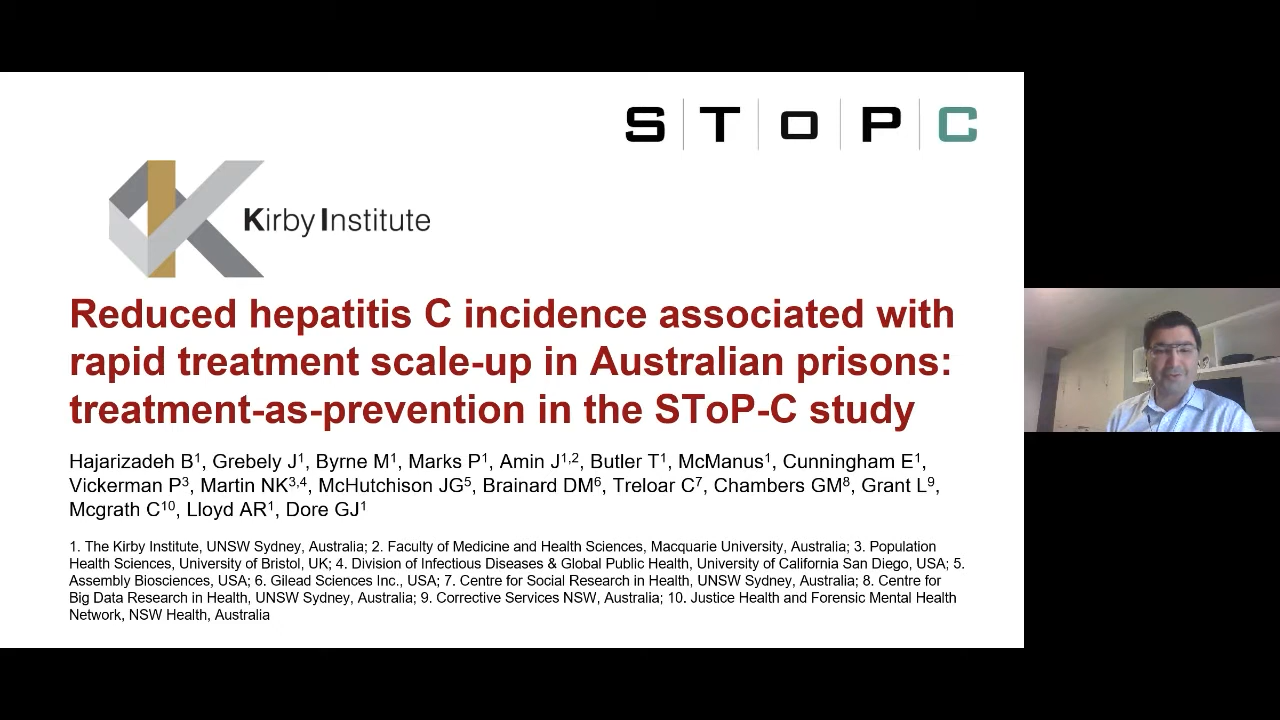 SToPC
Kirby Institute
Reduced hepatitis C incidence associated with
rapid treatment scale-up in Australian prisons:
treatment-as-prevention in the SToP-C study
Hajarizadeh B¹, Grebely J¹, Byrne M¹, Marks P¹, Amin J¹,², Butler T¹, McManus¹, Cunningham E¹,
Vickerman P³, Martin NK³,⁴, McHutchison JG⁵, Brainard DM⁶, Treloar C⁷, Chambers GM⁸, Grant L⁹,
Mcgrath C¹⁰, Lloyd AR¹, Dore GJ¹
1. The Kirby Institute, UNSW Sydney, Australia; 2. Faculty of Medicine and Health Sciences, Macquarie University, Australia; 3. Population
Health Sciences, University of Bristol, UK; 4. Division of Infectious Diseases & Global Public Health, University of California San Diego, USA; 5.
Assembly Biosciences, USA; 6. Gilead Sciences Inc., USA; 7. Centre for Social Research in Health, UNSW Sydney, Australia; 8. Centre for
Big Data Research in Health, UNSW Sydney, Australia; 9. Corrective Services NSW, Australia; 10. Justice Health and Forensic Mental Health
Network, NSW Health, Australia